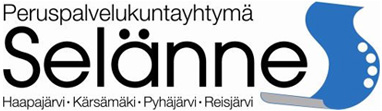 Peruspalvelukuntayhtymä
Selänne
Haapajärvi · Kärsämäki · Pyhäjärvi · Reisjärvi